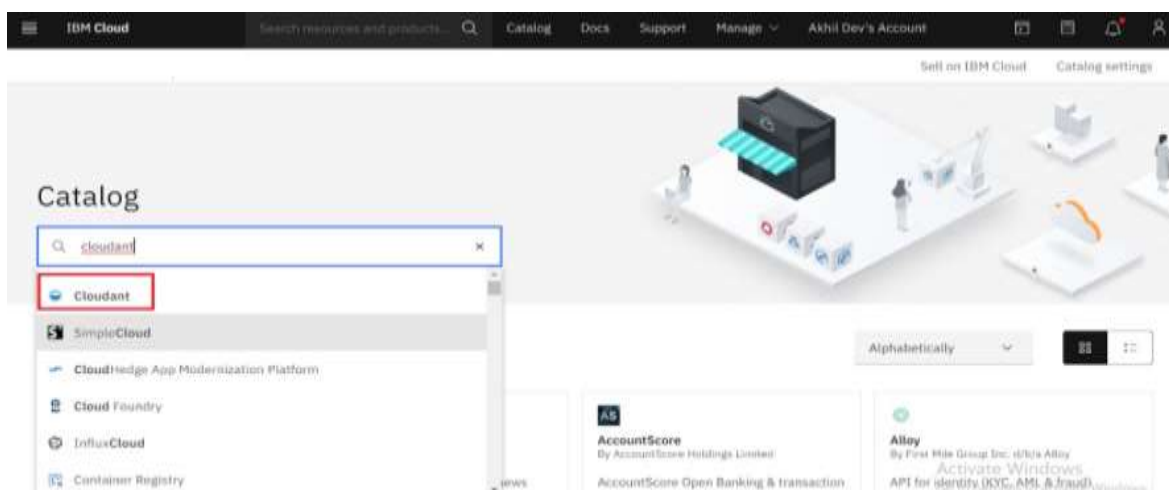 IBM Cloud
Search resources and products...
Catalog
Docs
Support
Manage
Akhil Dev's Account
Sell on IBM Cloud
Catalog settings
Catalog
cloudant
Cloudant
SimpleCloud
CloudHedge App Modernization Platform
Cloud Foundry
InfluxCloud
Container Registry
Alphabetically
AS
AccountScore
By AccountScore Holdings Limited
AccountScore Open Banking & transaction
Alloy
By First Mile Group Inc. d/b/a Alloy
API for identity (KYC, AML & fraud)
Activate Windows